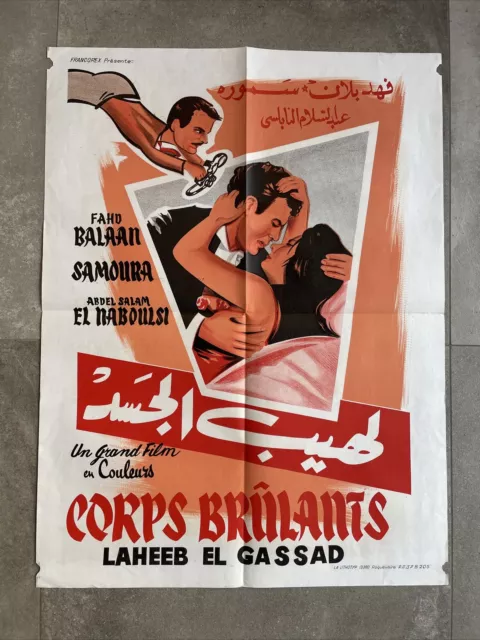 FRANCOREX Présente:
فهد بلان * سمورة
عبد السلام النابلسي
FAHD
BALAAN
SAMOURA
ABDEL SALAM
EL NABOULSI
لهيب الجسد
Un Grand Film
en Couleurs
CORPS BRÛLANTS
LAHEEB EL GASSAD